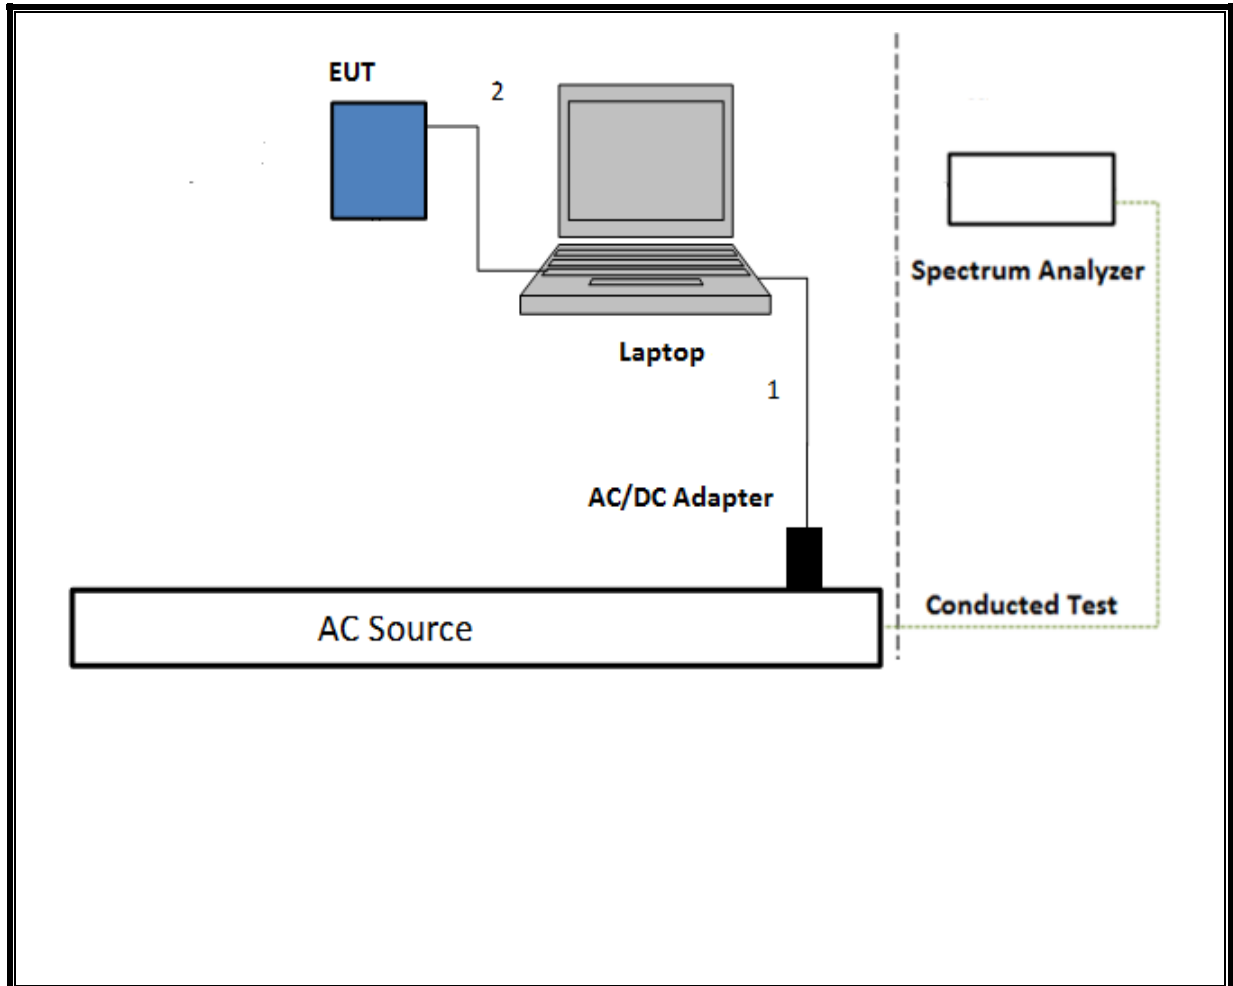 EUT
2
Spectrum Analyzer
Laptop
1
AC/DC Adapter
Conducted Test
AC Source